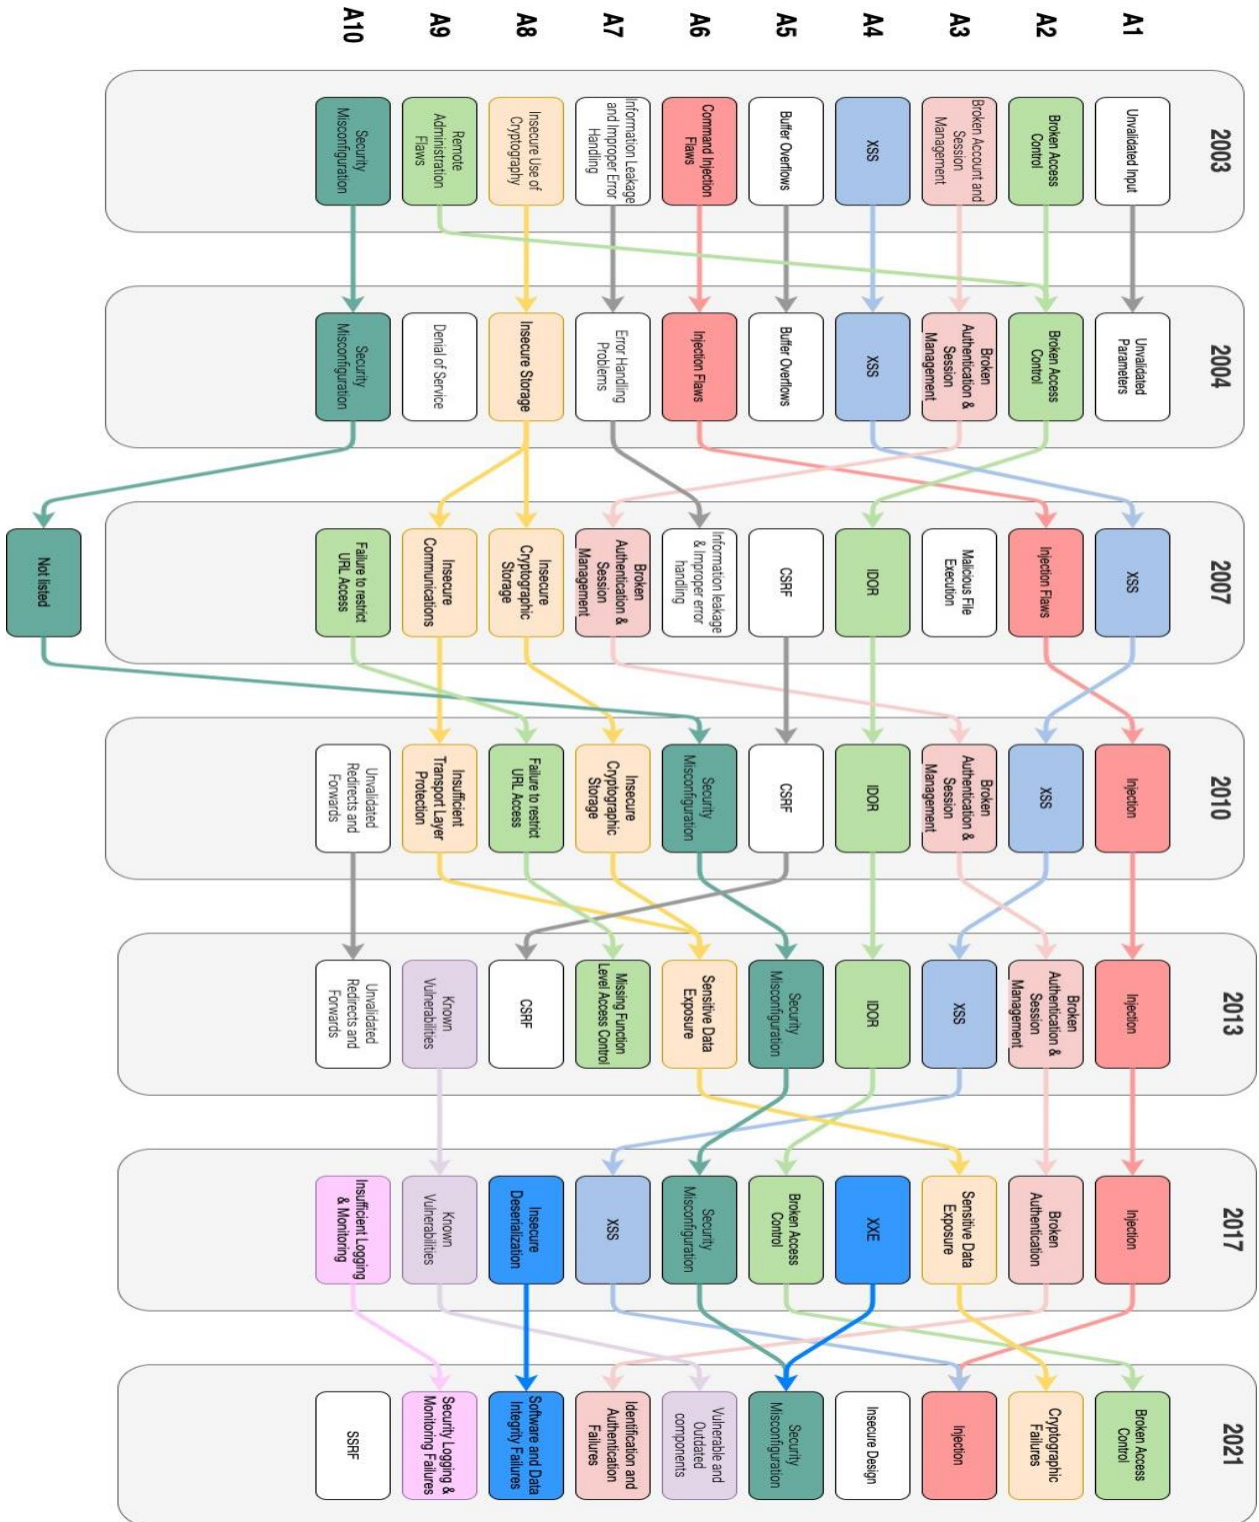 A1
A2
A3
A4
A5
A6
A7
A8
A9
A10
2003
Unvalidated Input
Broken Access
Control
Broken Account and
Session
Management
XSS
Buffer Overflows
Command Injection
Flaws
Information Leakage
and Improper Error
Handling
Insecure Use of
Cryptography
Remote
Administration
Flaws
Security
Misconfiguration
2004
Unvalidated
Parameters
Broken Access
Control
Broken
Authentication &
Session
Management
XSS
Buffer Overflows
Injection Flaws
Error Handling
Problems
Insecure Storage
Denial of Service
Security
Misconfiguration
2007
XSS
Injection Flaws
Malicious File
Execution
IDOR
CSRF
Information leakage
& Improper error
handling
Broken
Authentication &
Session
Management
Insecure
Cryptographic
Storage
Insecure
Communications
Failure to restrict
URL Access
Not listed
2010
Injection
XSS
Broken
Authentication &
Session
Management
IDOR
CSRF
Security
Misconfiguration
Insecure
Cryptographic
Storage
Failure to restrict
URL Access
Insufficient
Transport Layer
Protection
Unvalidated
Redirects and
Forwards
2013
Injection
Broken
Authentication &
Session
Management
XSS
IDOR
Security
Misconfiguration
Sensitive Data
Exposure
Missing Function
Level Access Control
CSRF
Known
Vulnerabilities
Unvalidated
Redirects and
Forwards
2017
Injection
Broken
Authentication
Sensitive Data
Exposure
XXE
Broken Access
Control
Security
Misconfiguration
XSS
Insecure
Deserialization
Known
Vulnerabilities
Insufficient Logging
& Monitoring
2021
Broken Access
Control
Cryptographic
Failures
Injection
Insecure Design
Security
Misconfiguration
Vulnerable and
Outdated
components
Identification and
Authentication
Failures
Software and Data
Integrity Failures
Security Logging &
Monitoring Failures
SSRF